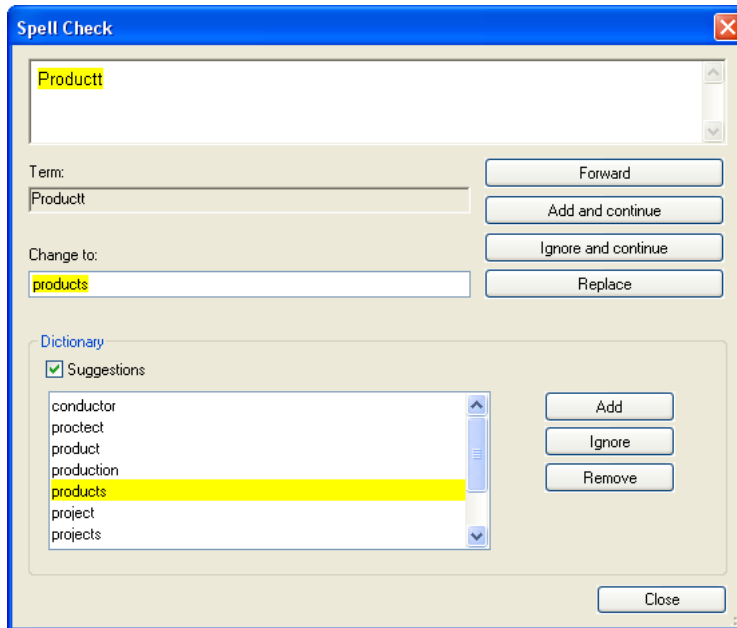 Spell Check
Productt
Term:
Productt
Forward
Add and continue
Change to:
Ignore and continue
products
Replace
Dictionary
Suggestions
conductor
proctect
product
production
products
project
projects
Add
Ignore
Remove
Close